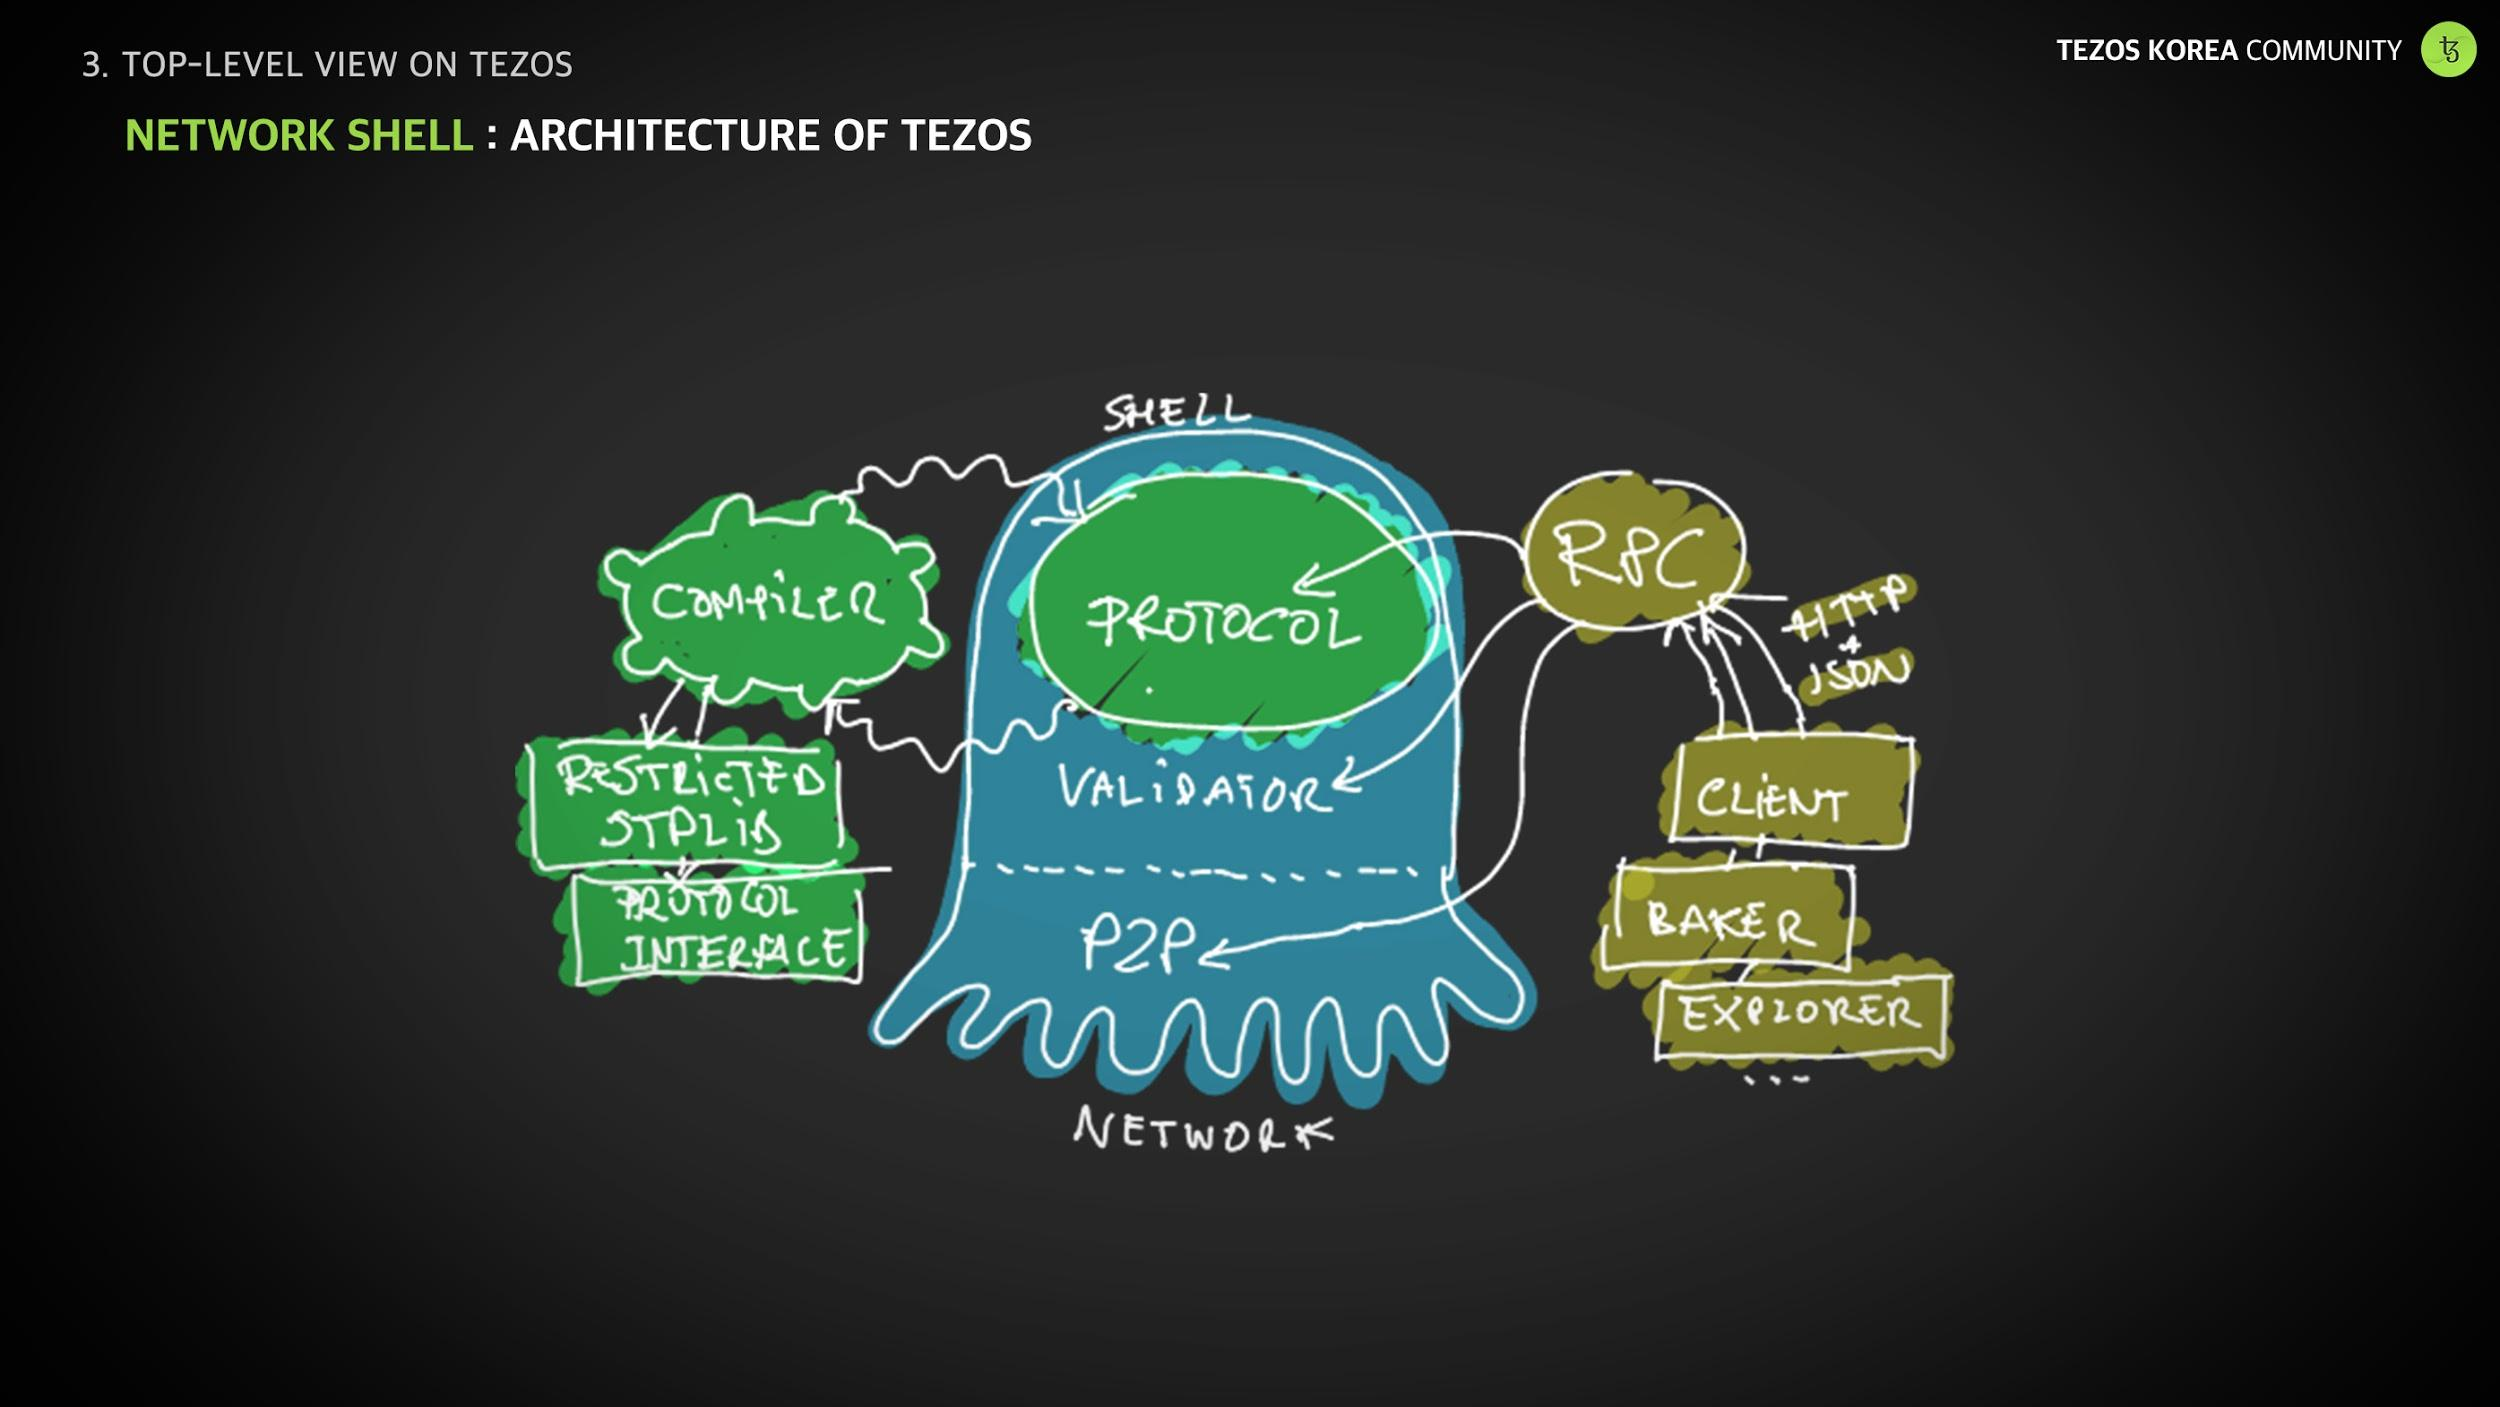 3. TOP-LEVEL VIEW ON TEZOS
TEZOS KOREA COMMUNITY
NETWORK SHELL : ARCHITECTURE OF TEZOS
SHELL
COMPILER
PROTOCOL
RPC
HTTP
+
JSON
RESTRICTED
STDLIB
PROTOCOL
INTERFACE
VALIDATOR
P2P
CLIENT
BAKER
EXPLORER
...
NETWORK